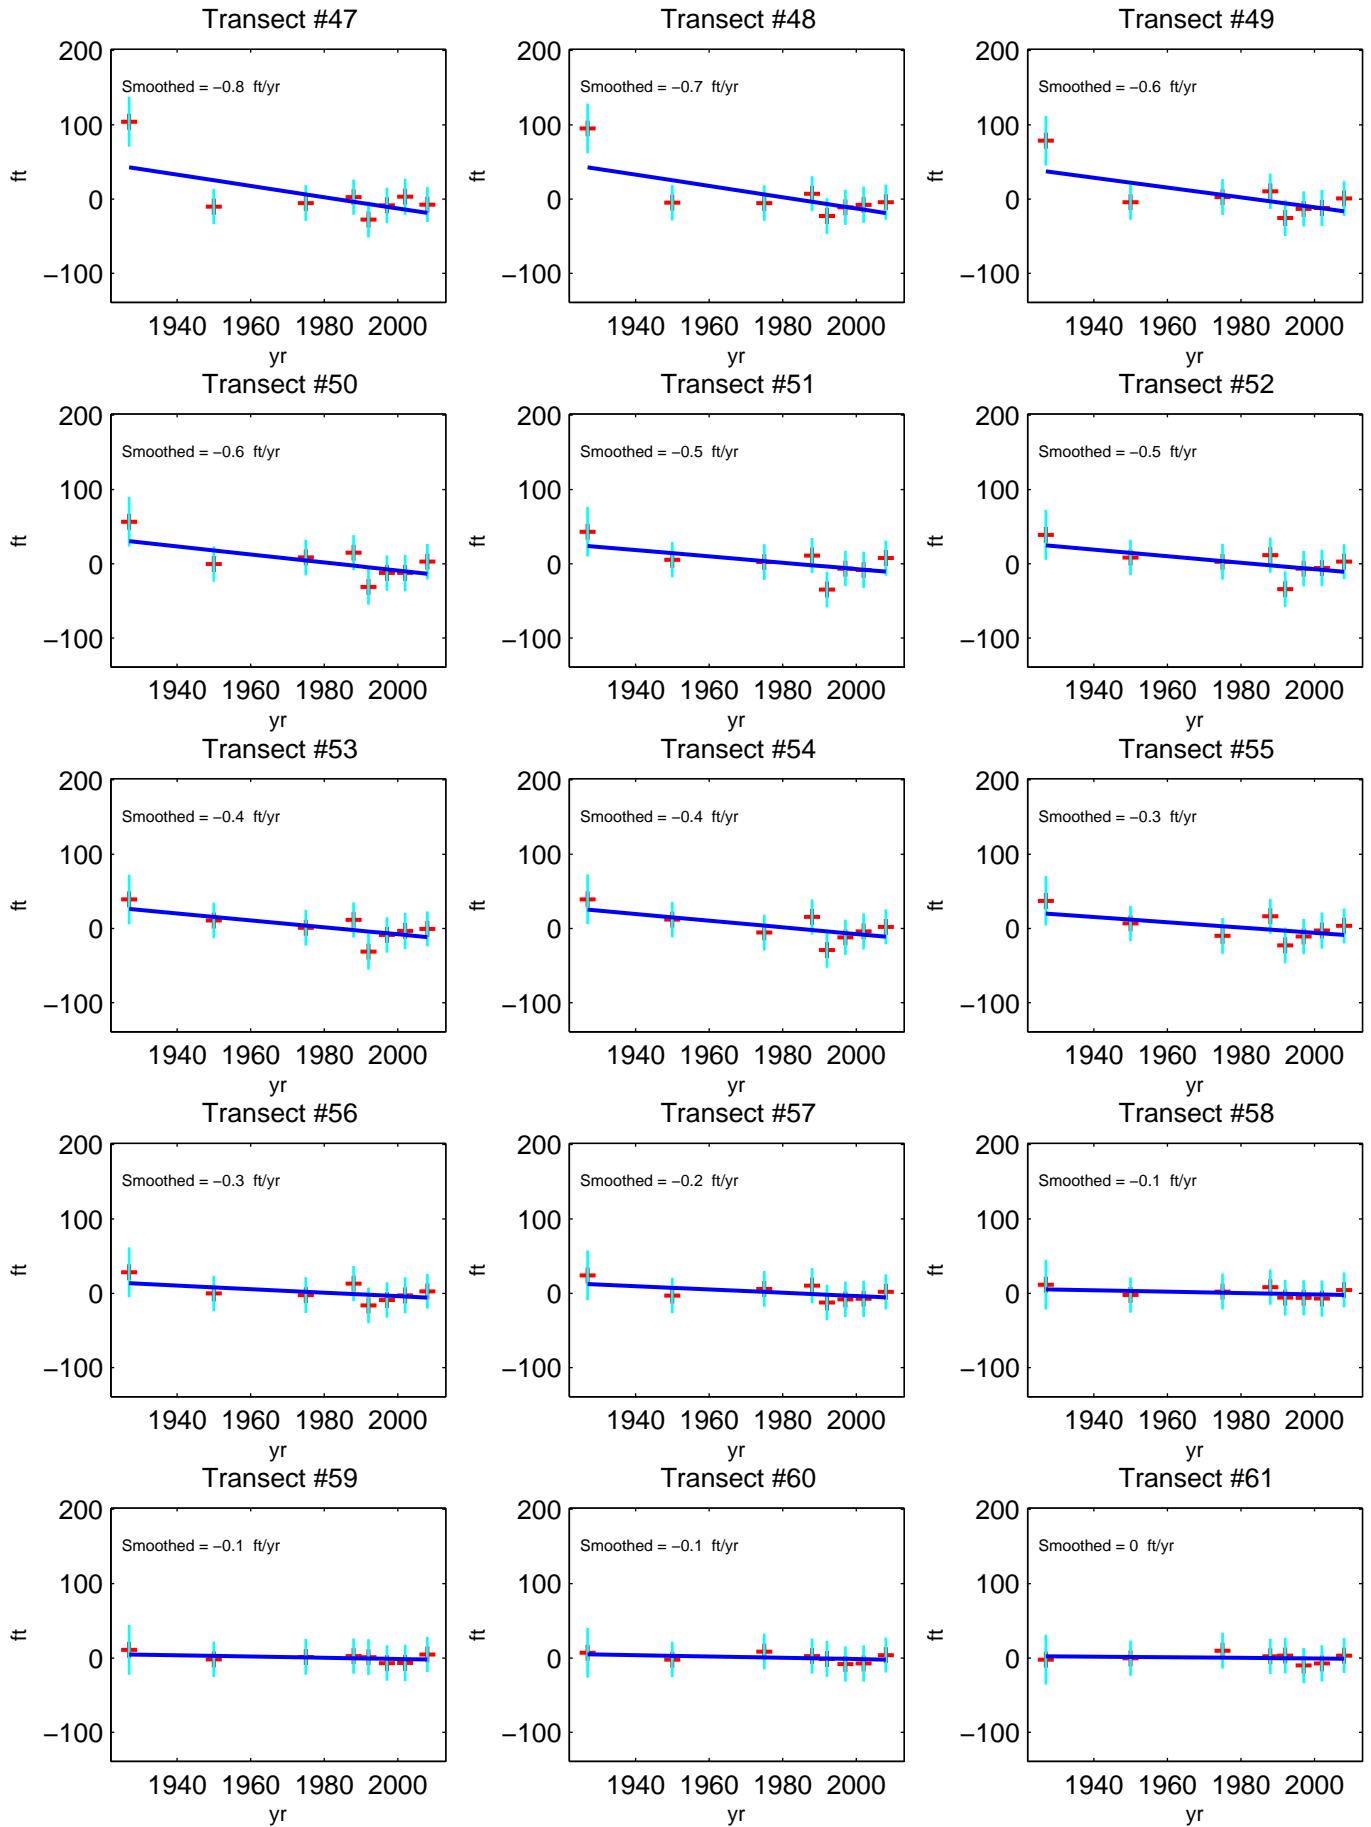 Transect #47 Transect #48 Transect #49
200 200 200
Smoothed = −0.8 ft/yr Smoothed = −0.7 ft/yr Smoothed = −0.6 ft/yr
100 100 100
ft ft ft
0 0 0
−100 −100 −100
1940 1960 1980 2000 1940 1960 1980 2000 1940 1960 1980 2000
yr yr yr
Transect #50 Transect #51 Transect #52
200 200 200
Smoothed = −0.6 ft/yr Smoothed = −0.5 ft/yr Smoothed = −0.5 ft/yr
100 100 100
ft ft ft
0 0 0
−100 −100 −100
1940 1960 1980 2000 1940 1960 1980 2000 1940 1960 1980 2000
yr yr yr
Transect #53 Transect #54 Transect #55
200 200 200
Smoothed = −0.4 ft/yr Smoothed = −0.4 ft/yr Smoothed = −0.3 ft/yr
100 100 100
ft ft ft
0 0 0
−100 −100 −100
1940 1960 1980 2000 1940 1960 1980 2000 1940 1960 1980 2000
yr yr yr
Transect #56 Transect #57 Transect #58
200 200 200
Smoothed = −0.3 ft/yr Smoothed = −0.2 ft/yr Smoothed = −0.1 ft/yr
100 100 100
ft ft ft
0 0 0
−100 −100 −100
1940 1960 1980 2000 1940 1960 1980 2000 1940 1960 1980 2000
yr yr yr
Transect #59 Transect #60 Transect #61
200 200 200
Smoothed = −0.1 ft/yr Smoothed = −0.1 ft/yr Smoothed = 0 ft/yr
100 100 100
ft ft ft
0 0 0
−100 −100 −100
1940 1960 1980 2000 1940 1960 1980 2000 1940 1960 1980 2000
yr yr yr